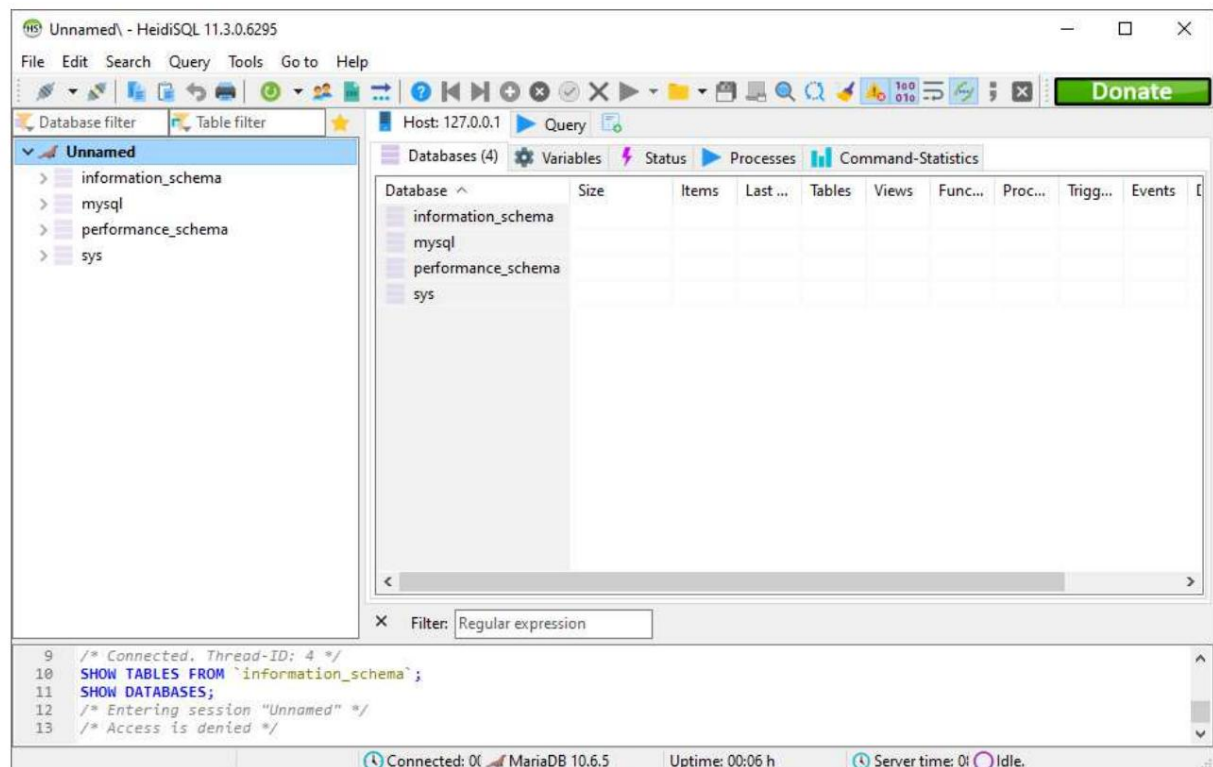 Unnamed\ - HeidiSQL 11.3.0.6295
File Edit Search Query Tools Go to Help
Donate
Database filter Table filter
Host: 127.0.0.1 Query
Unnamed
information_schema
mysql
performance_schema
sys
Databases (4) Variables Status Processes Command-Statistics
Database Size Items Last ... Tables Views Func... Proc... Trigg... Events
information_schema
mysql
performance_schema
sys
Filter: Regular expression
9 /* Connected. Thread-ID: 4 */
10 SHOW TABLES FROM `information_schema`;
11 SHOW DATABASES;
12 /* Entering session "Unnamed" */
13 /* Access is denied */
Connected: 0 MariaDB 10.6.5 Uptime: 00:06 h Server time: 0 Idle.